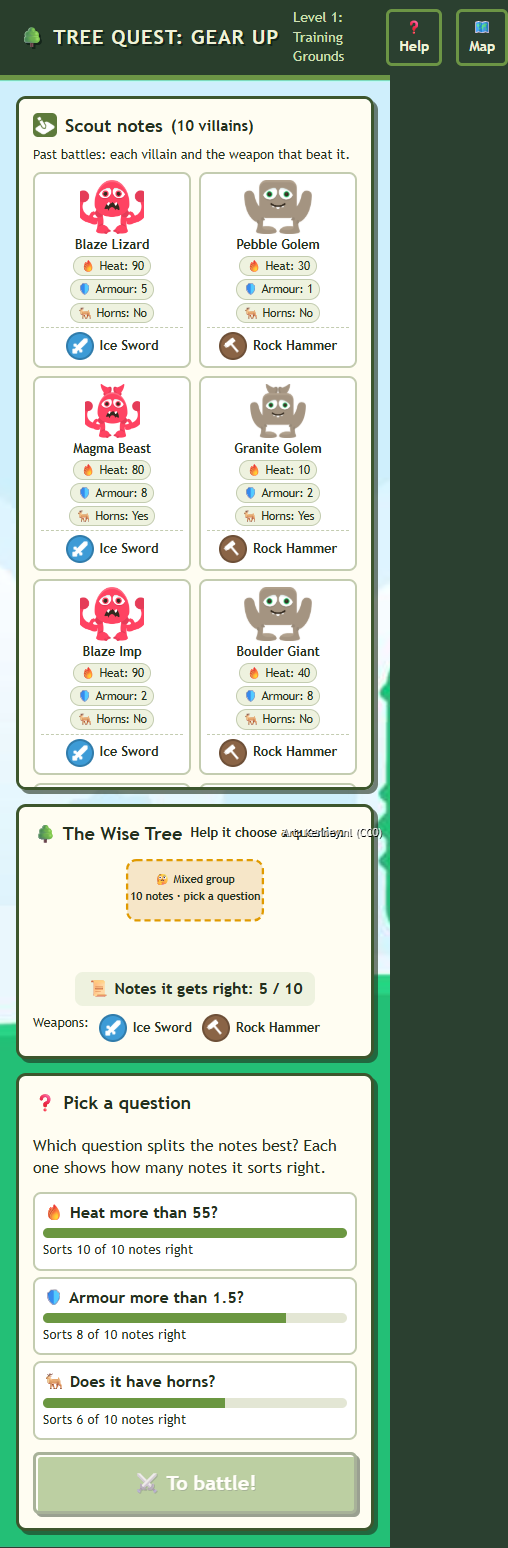 TREE QUEST: GEAR UP
Level 1:
Training
Grounds
Help
Map
Scout notes (10 villains)
Past battles: each villain and the weapon that beat it.
Blaze Lizard
Heat: 90
Armour: 5
Horns: No
Ice Sword
Pebble Golem
Heat: 30
Armour: 1
Horns: No
Rock Hammer
Magma Beast
Heat: 80
Armour: 8
Horns: Yes
Ice Sword
Granite Golem
Heat: 10
Armour: 2
Horns: Yes
Rock Hammer
Blaze Imp
Heat: 90
Armour: 2
Horns: No
Ice Sword
Boulder Giant
Heat: 40
Armour: 8
Horns: No
Rock Hammer
The Wise Tree
Help it choose a question.
(CC0)
Mixed group
10 notes · pick a question
Notes it gets right: 5 / 10
Weapons:
Ice Sword
Rock Hammer
Pick a question
Which question splits the notes best? Each
one shows how many notes it sorts right.
Heat more than 55?
Sorts 10 of 10 notes right
Armour more than 1.5?
Sorts 8 of 10 notes right
Does it have horns?
Sorts 6 of 10 notes right
To battle!